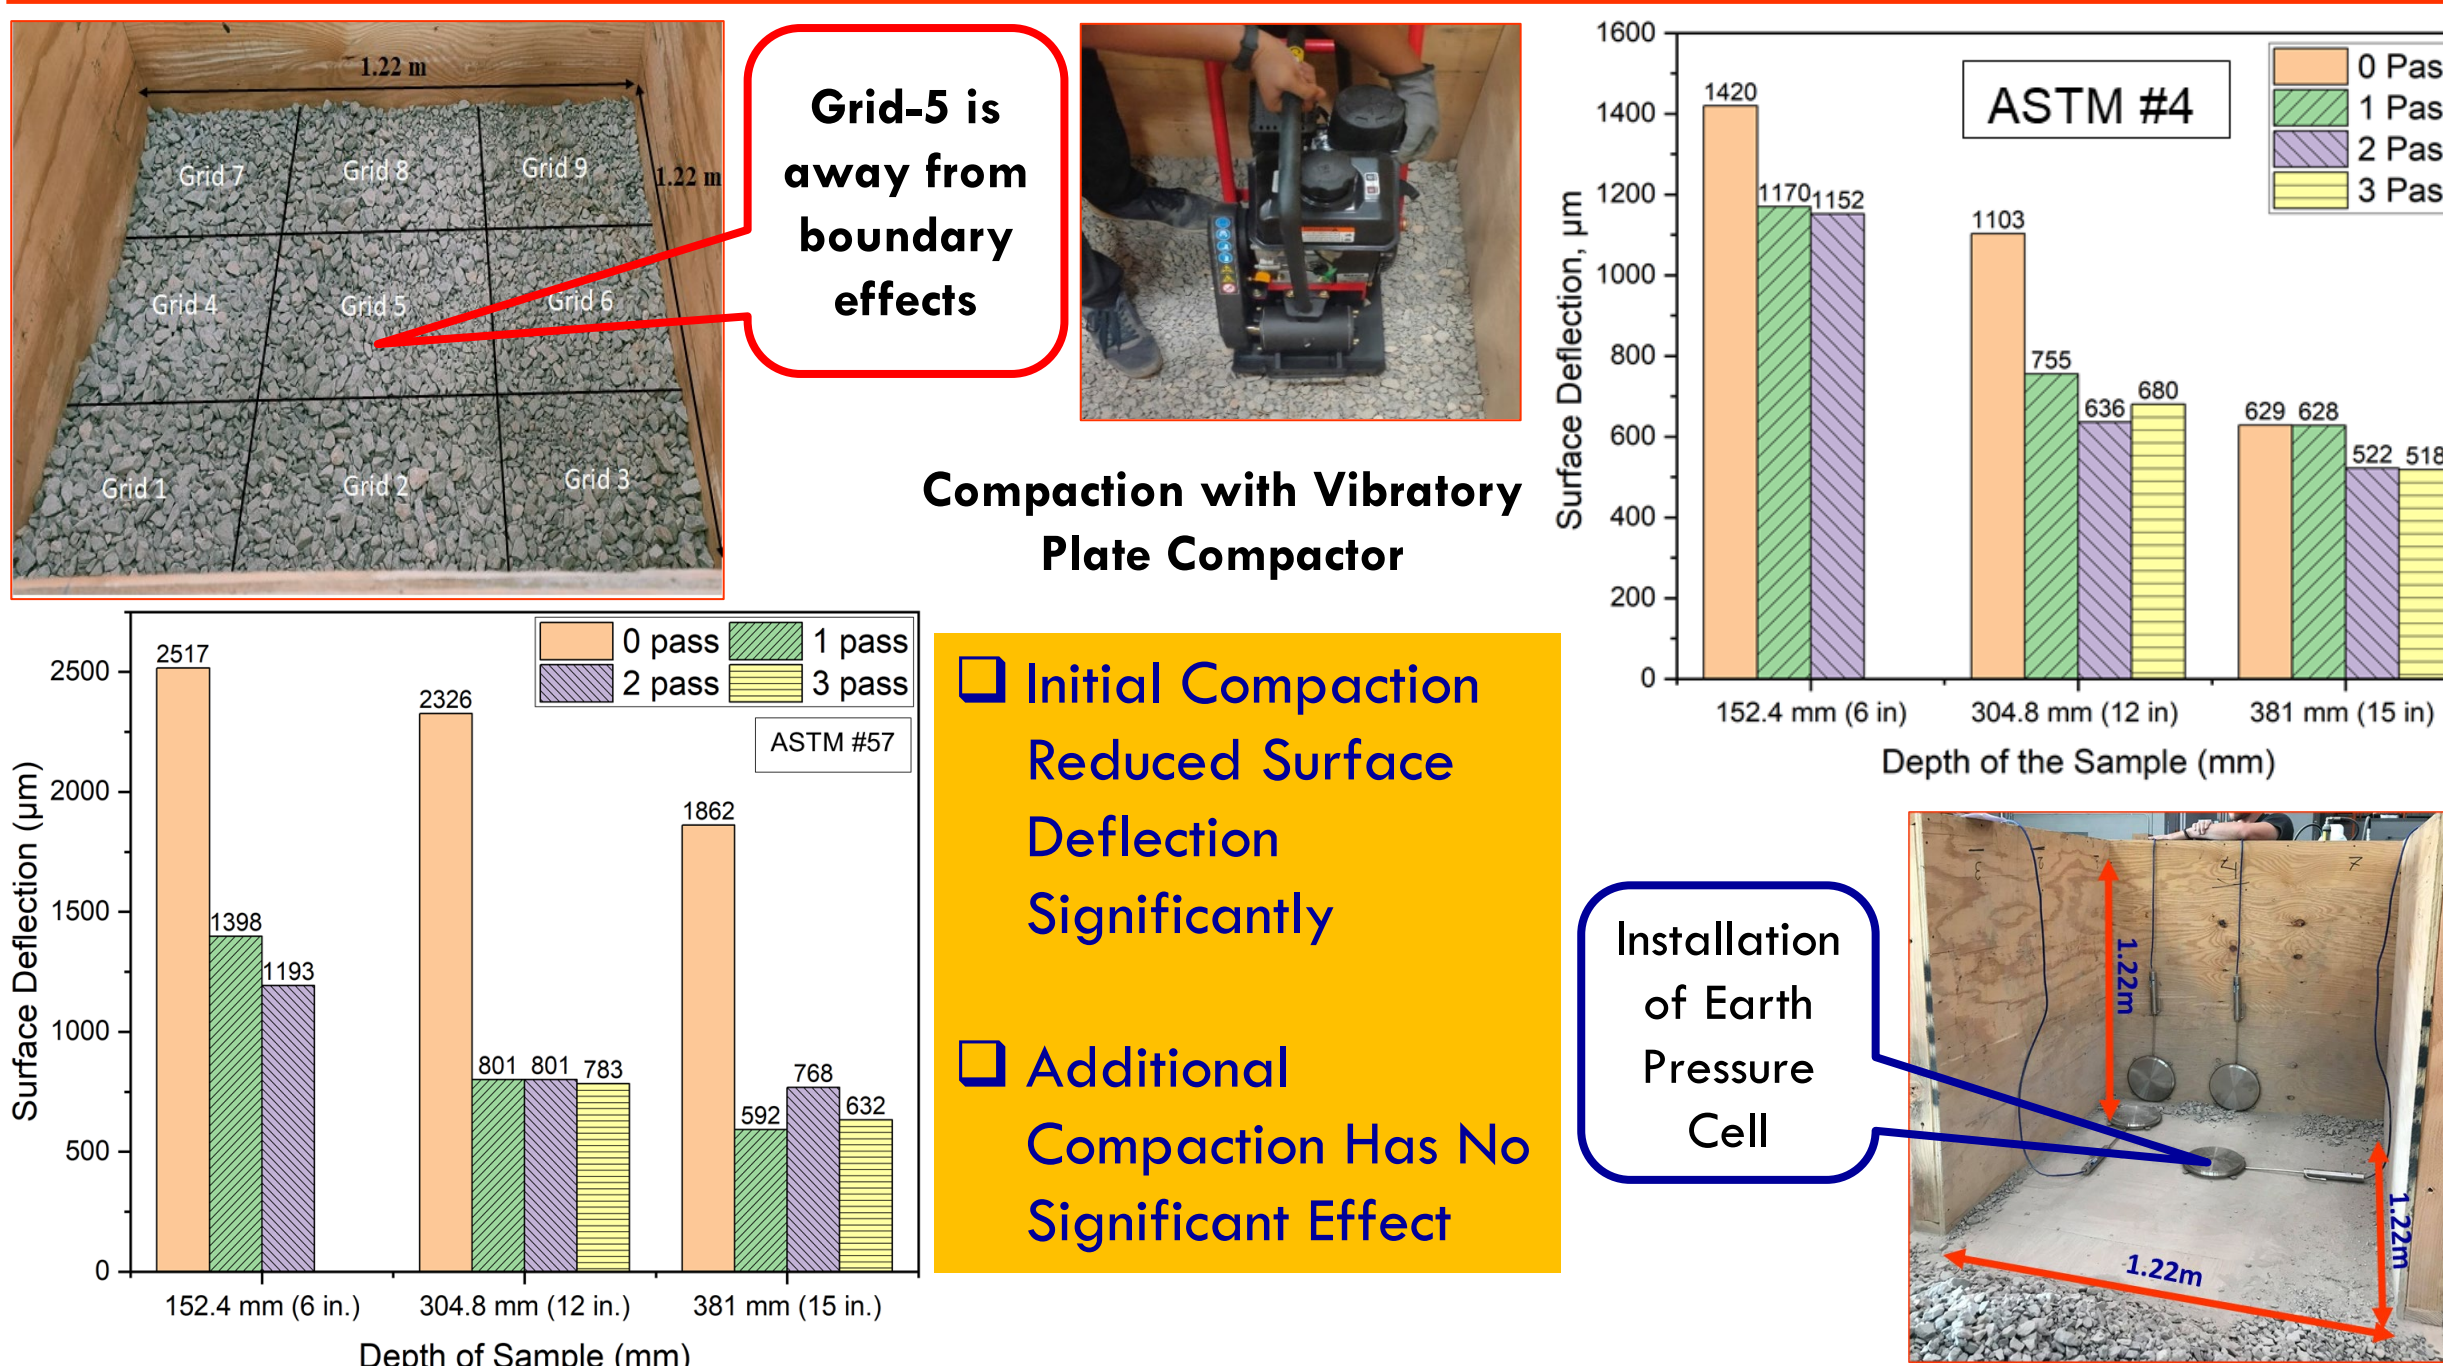 1.22 m
1.22 m
Grid 7
Grid 8
Grid 9
Grid 4
Grid 5
Grid 6
Grid 1
Grid 2
Grid 3
Grid-5 is
away from
boundary
effects
Compaction with Vibratory
Plate Compactor
1600
1400
1200
1000
800
600
400
200
0
Surface Deflection, µm
ASTM #4
0 Pas
1 Pas
2 Pas
3 Pas
1420
1170
1152
1103
755
636
680
629
628
522
518
152.4 mm (6 in)
304.8 mm (12 in)
381 mm (15 in)
Depth of the Sample (mm)
2500
2000
1500
1000
500
0
Surface Deflection (µm)
0 pass
1 pass
2 pass
3 pass
ASTM #57
2517
1398
1193
2326
801
801
783
1862
592
768
632
152.4 mm (6 in.)
304.8 mm (12 in.)
381 mm (15 in.)
Depth of Sample (mm)
Initial Compaction
Reduced Surface
Deflection
Significantly
Additional
Compaction Has No
Significant Effect
Installation
of Earth
Pressure
Cell
4
7
1.22m
1.22m
1.22m